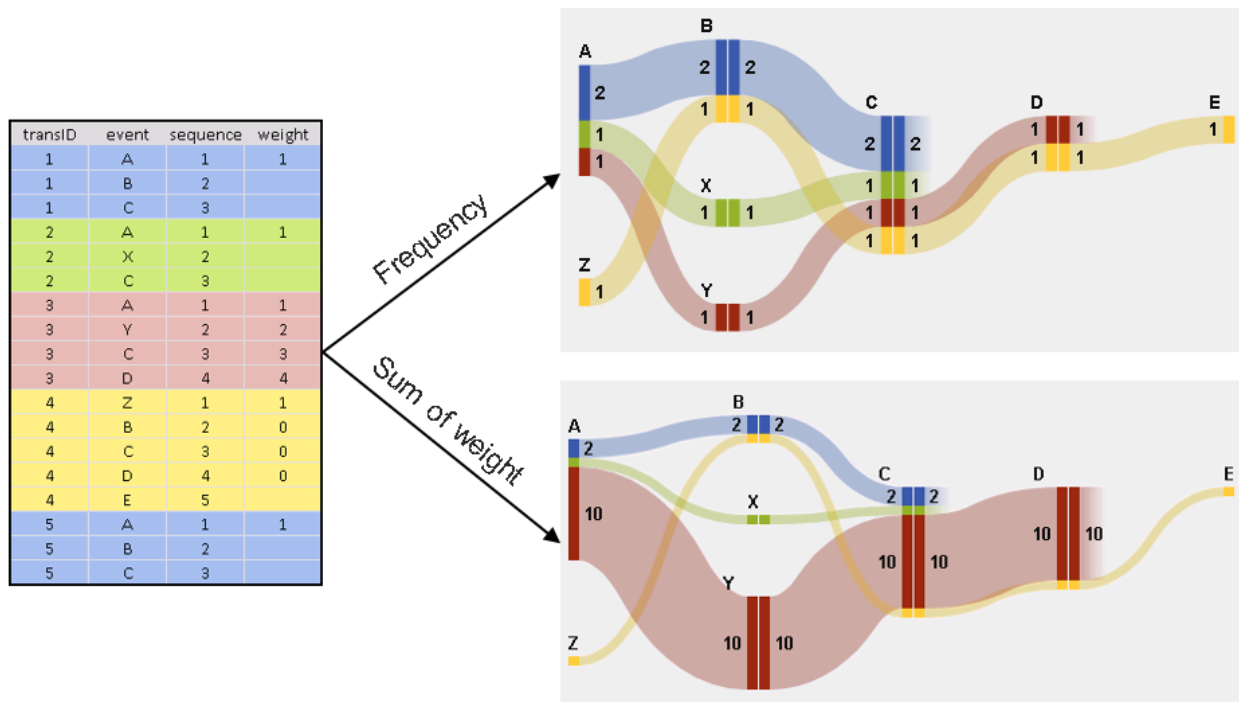 transID event sequence weight
1 A 1 1
1 B 2
1 C 3
2 A 1 1
2 X 2
2 C 3
3 A 1 1
3 Y 2 2
3 C 3 3
3 D 4 4
4 Z 1 1
4 B 2 0
4 C 3 0
4 D 4 0
4 E 5
5 A 1 1
5 B 2
5 C 3
Frequency
Sum of weight
B
A
2 2
2
C
D
E
1 1
1 1
1
1
2 2
1 1
1
X
1 1
1 1
1 1
1 1
Z
1
Y
1 1
B
A
2 2
2
C
D
E
2 2
X
10
10 10
10 10
Y
Z
10 10